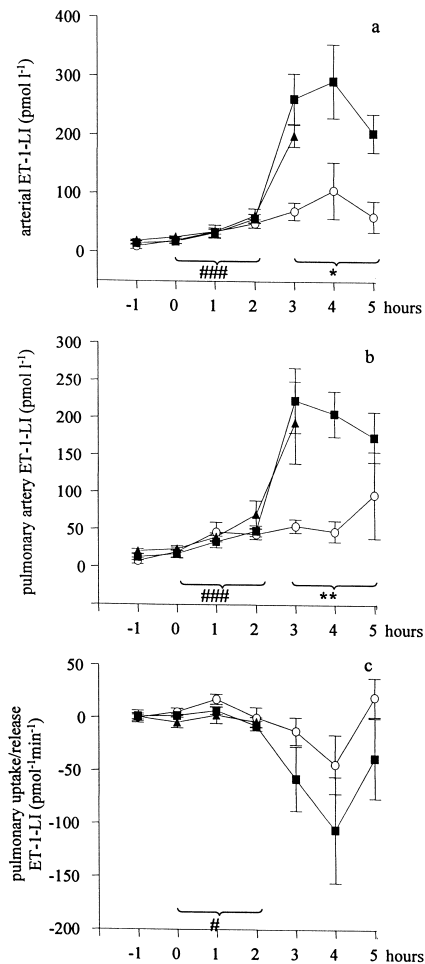 a
arterial ET-1-LI (pmol l-1)
400
300
200
100
0
### *
-1 0 1 2 3 4 5 hours
b
pulmonary artery ET-1-LI (pmol l-1)
300
250
200
150
100
50
0
### **
-1 0 1 2 3 4 5 hours
c
pulmonary uptake/release
ET-1-LI (pmol-1min-1)
50
0
-50
-100
-150
-200
#
-1 0 1 2 3 4 5 hours